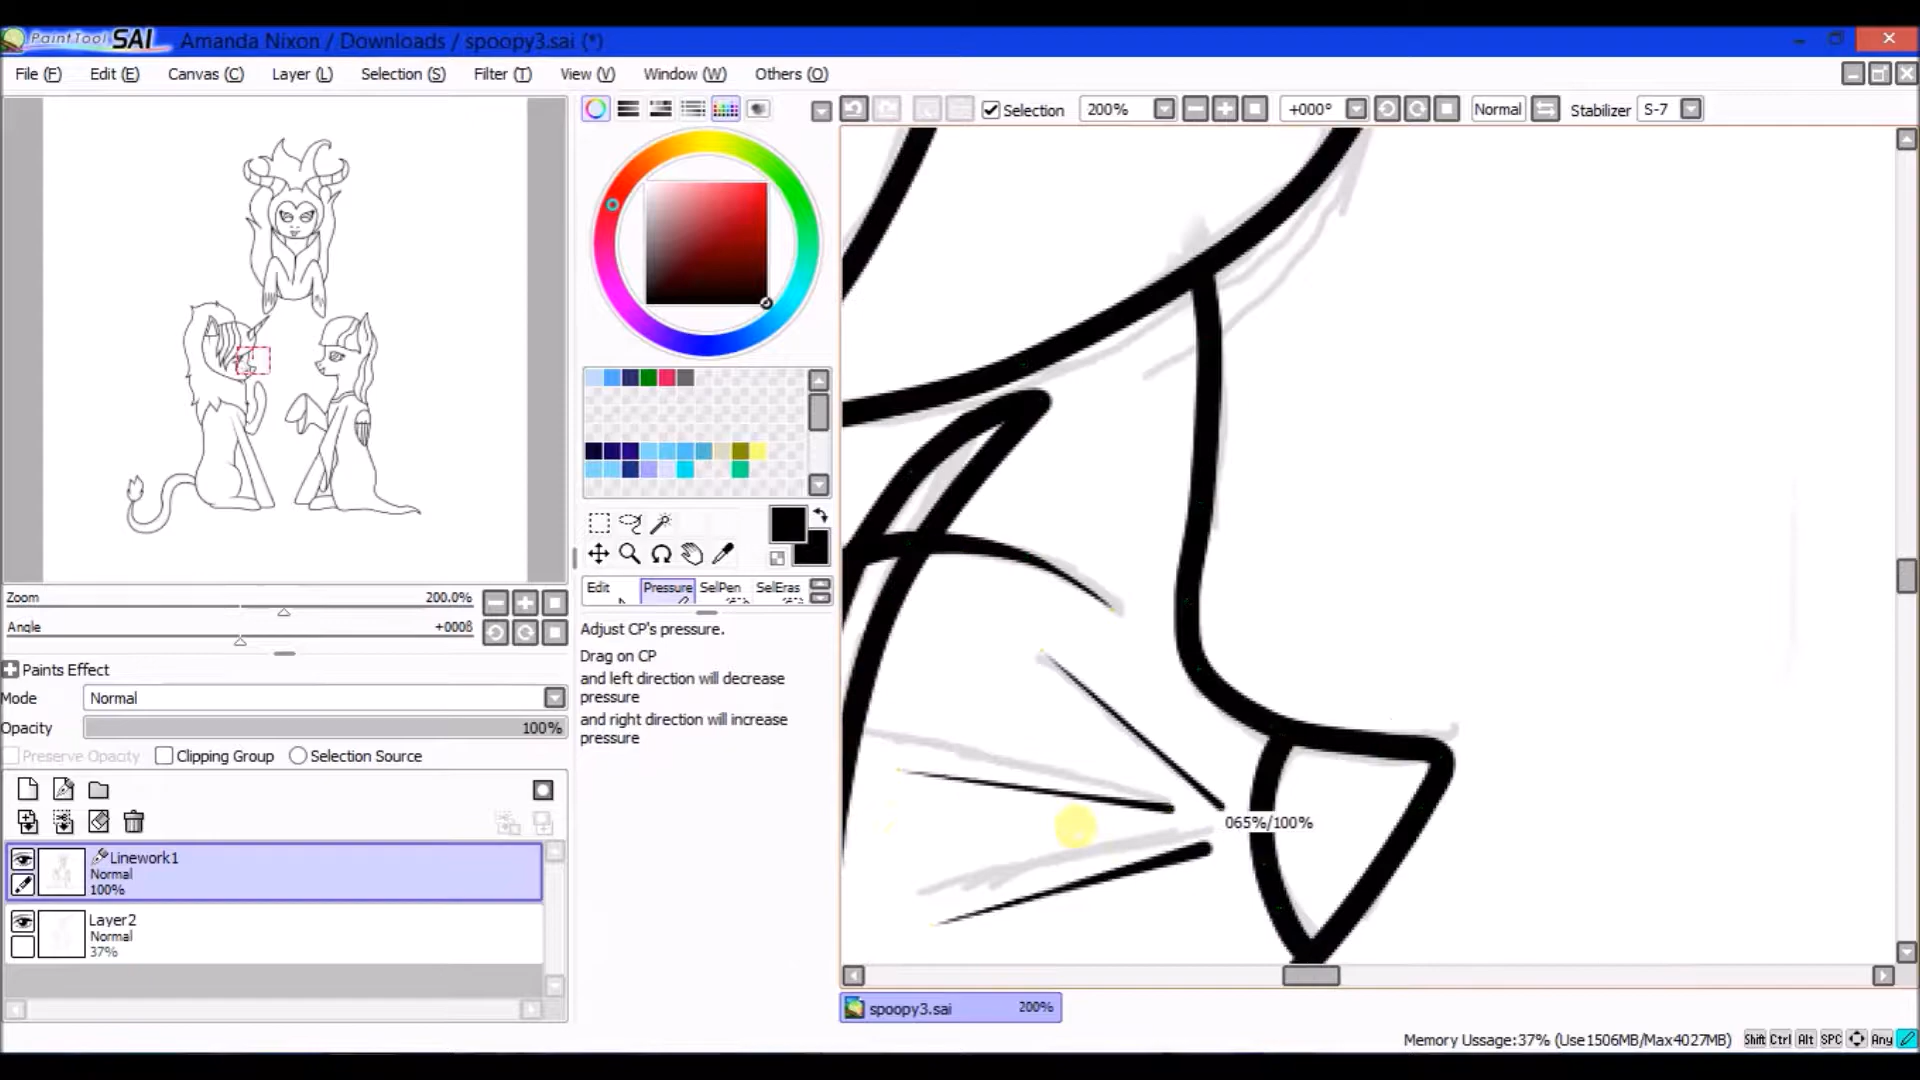 PaintTool SAI Amanda Nixon / Downloads / spoopy3.sai (*)
File (F) Edit (E) Canvas (C) Layer (L) Selection (S) Filter (T) View (V) Window (W) Others (O)
Selection 200% +000° Normal Stabilizer S-7
Zoom 200.0%
Angle +000ß
Paints Effect
Mode Normal
Opacity 100%
Preserve Opacity Clipping Group Selection Source
Linework1
Normal
100%
Layer2
Normal
37%
Edit Pressure SelPen SelEras
Adjust CP's pressure.
Drag on CP
and left direction will decrease
pressure
and right direction will increase
pressure
065%/100%
spoopy3.sai 200%
Memory Ussage:37% (Use1506MB/Max4027MB) Shift Ctrl Alt SPC Any